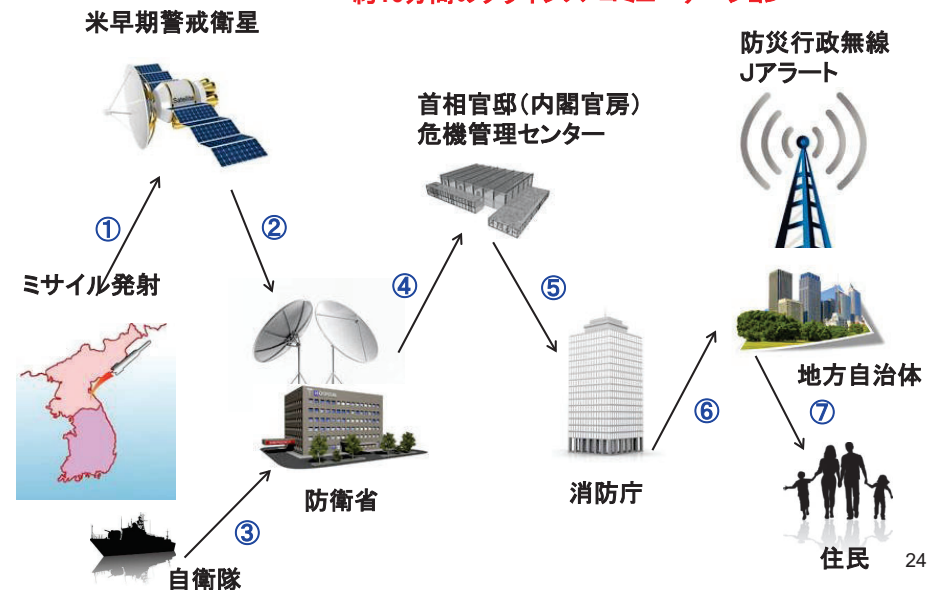 米早期警戒衛星
Satellite
首相官邸（内閣官房）
危機管理センター
防災行政無線
Jアラート
①
②
ミサイル発射
④
⑤
地方自治体
⑥
⑦
防衛省
消防庁
③
自衛隊
住民
24